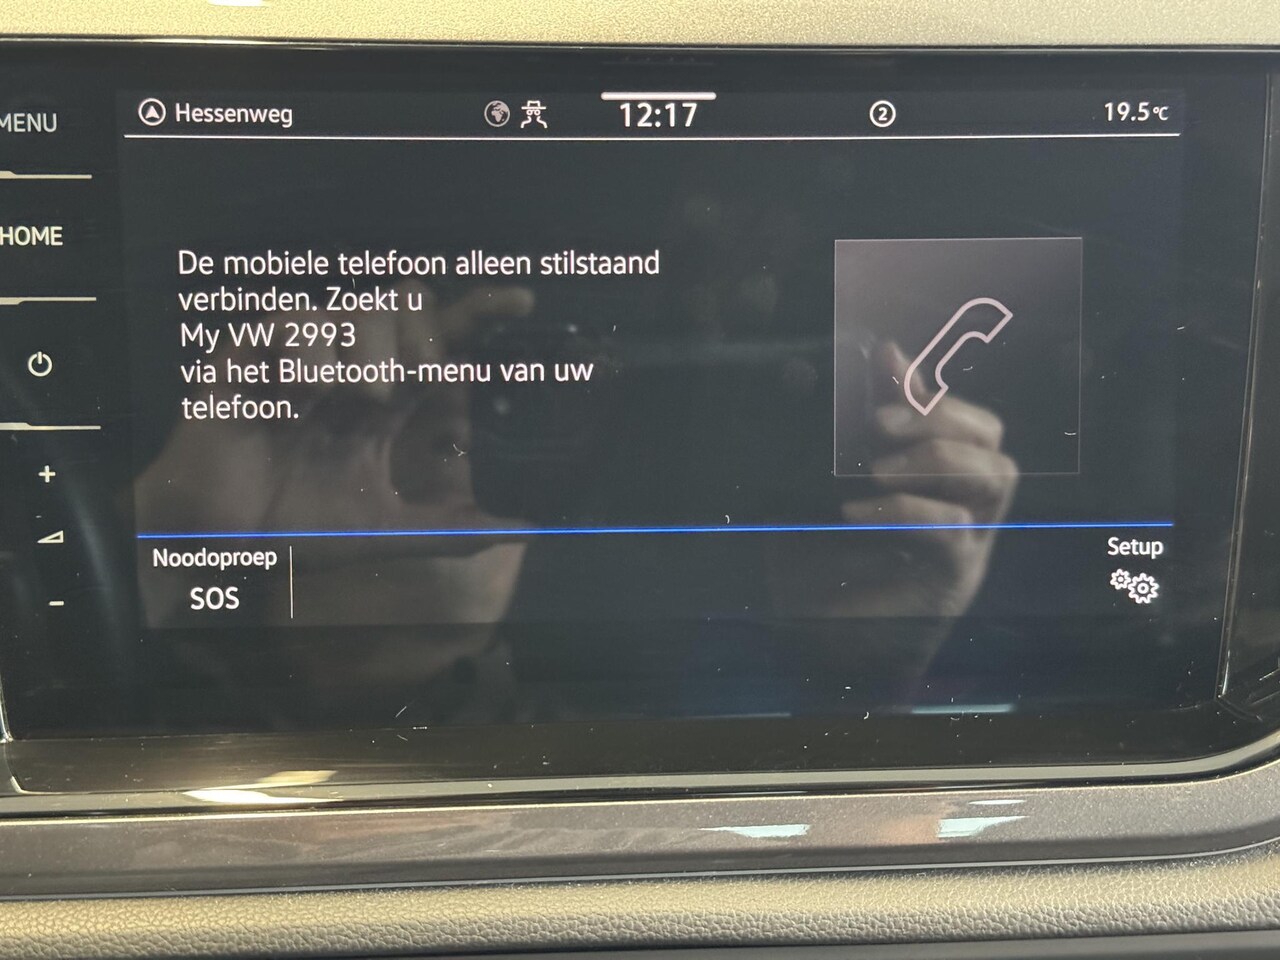 MENU
Hessenweg
12:17
2
19.5°C
HOME
De mobiele telefoon alleen stilstaand
verbinden. Zoekt u
My VW 2993
via het Bluetooth-menu van uw
telefoon.
+
-
Noodoproep
SOS
Setup